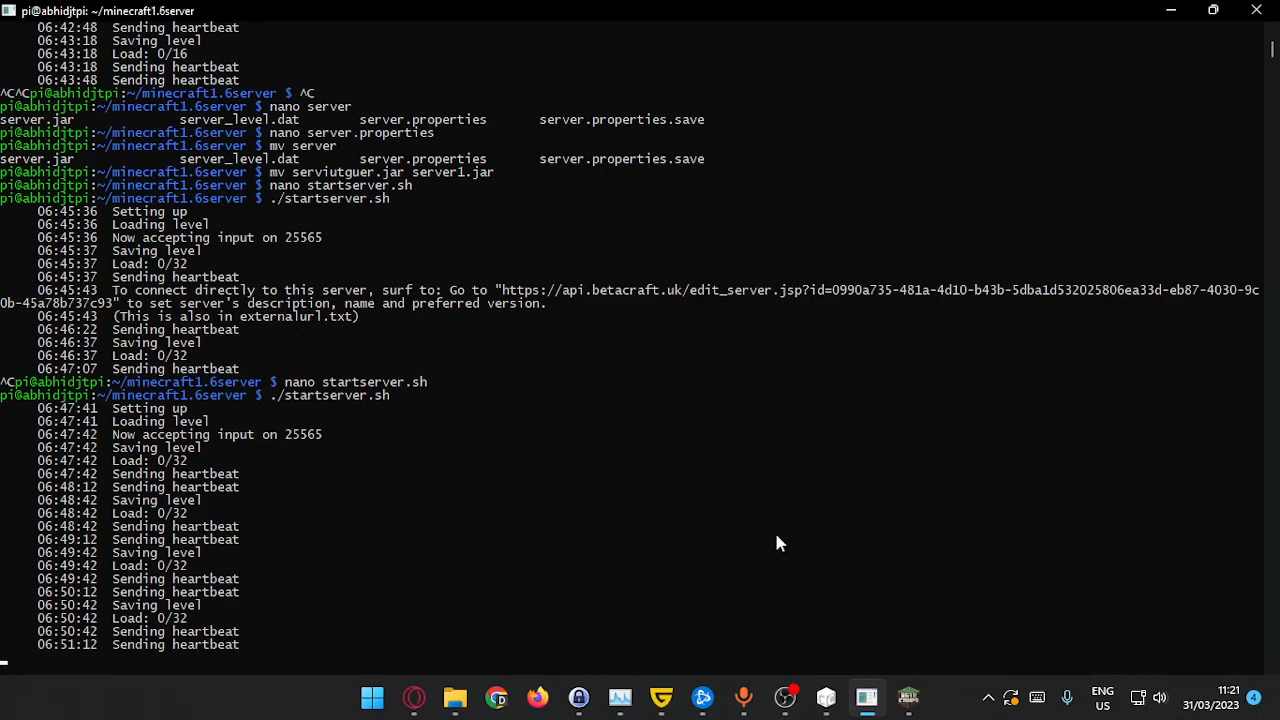 pi@abhidjtpi: ~/minecraft1.6server
06:42:48 Sending heartbeat
06:43:18 Saving level
06:43:18 Load: 0/16
06:43:18 Sending heartbeat
06:43:48 Sending heartbeat
^C^Cpi@abhidjtpi:~/minecraft1.6server $ ^C
pi@abhidjtpi:~/minecraft1.6server $ nano server
server.jar server_level.dat server.properties server.properties.save
pi@abhidjtpi:~/minecraft1.6server $ nano server.properties
pi@abhidjtpi:~/minecraft1.6server $ mv server
server.jar server_level.dat server.properties server.properties.save
pi@abhidjtpi:~/minecraft1.6server $ mv serviutguer.jar server1.jar
pi@abhidjtpi:~/minecraft1.6server $ nano startserver.sh
pi@abhidjtpi:~/minecraft1.6server $ ./startserver.sh
06:45:36 Setting up
06:45:36 Loading level
06:45:36 Now accepting input on 25565
06:45:37 Saving level
06:45:37 Load: 0/32
06:45:37 Sending heartbeat
06:45:43 To connect directly to this server, surf to: Go to "https://api.betacraft.uk/edit_server.jsp?id=0990a735-481a-4d10-b43b-5dba1d532025806ea33d-eb87-4030-9c
0b-45a78b737c93" to set server's description, name and preferred version.
06:45:43 (This is also in externalurl.txt)
06:46:22 Sending heartbeat
06:46:37 Saving level
06:46:37 Load: 0/32
06:47:07 Sending heartbeat
^Cpi@abhidjtpi:~/minecraft1.6server $ nano startserver.sh
pi@abhidjtpi:~/minecraft1.6server $ ./startserver.sh
06:47:41 Setting up
06:47:41 Loading level
06:47:42 Now accepting input on 25565
06:47:42 Saving level
06:47:42 Load: 0/32
06:47:42 Sending heartbeat
06:48:12 Sending heartbeat
06:48:42 Saving level
06:48:42 Load: 0/32
06:48:42 Sending heartbeat
06:49:12 Sending heartbeat
06:49:42 Saving level
06:49:42 Load: 0/32
06:49:42 Sending heartbeat
06:50:12 Sending heartbeat
06:50:42 Saving level
06:50:42 Load: 0/32
06:50:42 Sending heartbeat
06:51:12 Sending heartbeat
ENG
US
11:21
31/03/2023
4